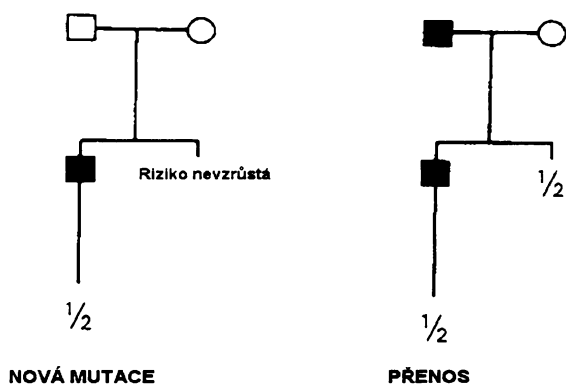 Riziko nevzrůstá
1/2
1/2
1/2
NOVÁ MUTACE
PŘENOS